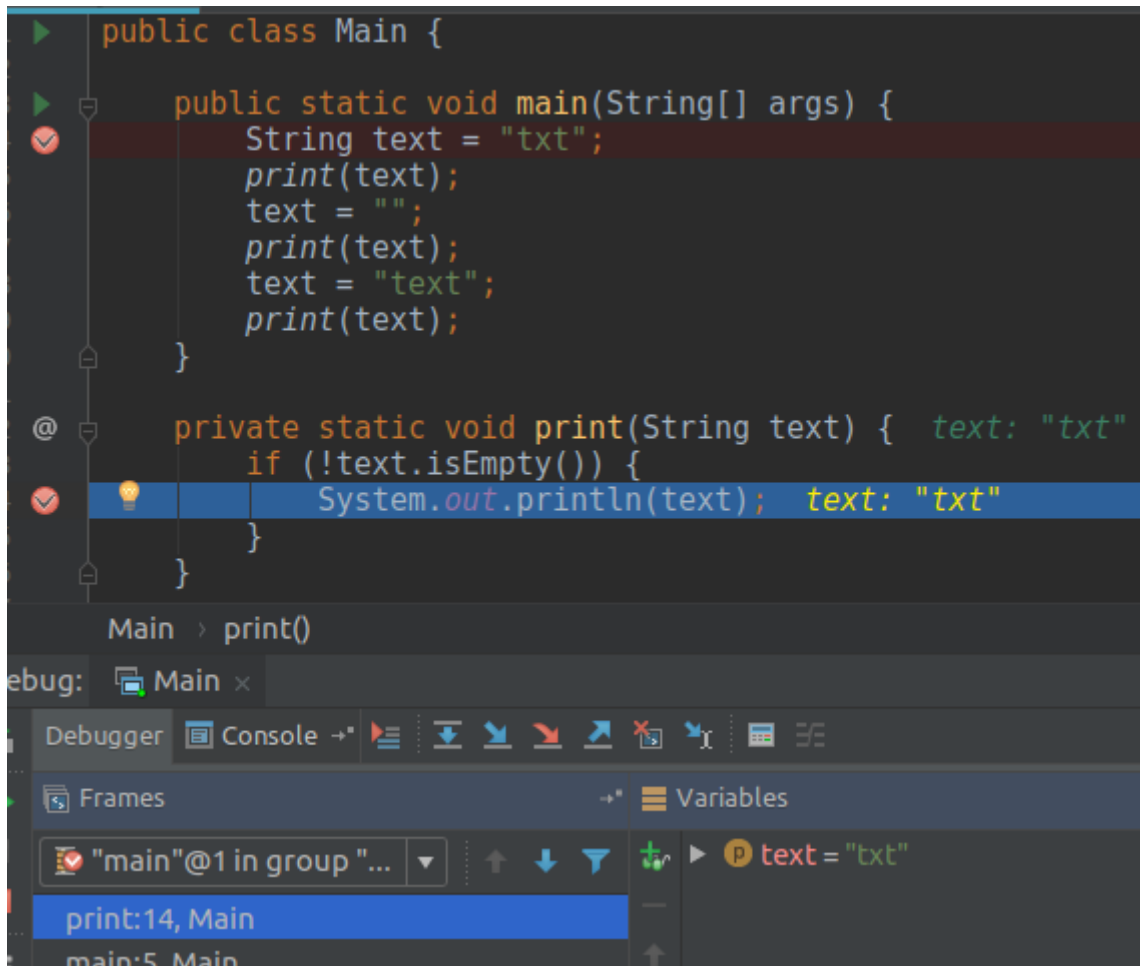 public class Main {
public static void main(String[] args) {
String text = "txt";
print(text);
text = "";
print(text);
text = "text";
print(text);
}
@ private static void print(String text) { text: "txt"
if (!text.isEmpty()) {
System.out.println(text); text: "txt"
}
}
Main › print()
ebug: Main ×
Debugger Console
Frames Variables
"main"@1 in group "... text = "txt"
print:14, Main
main:5, Main